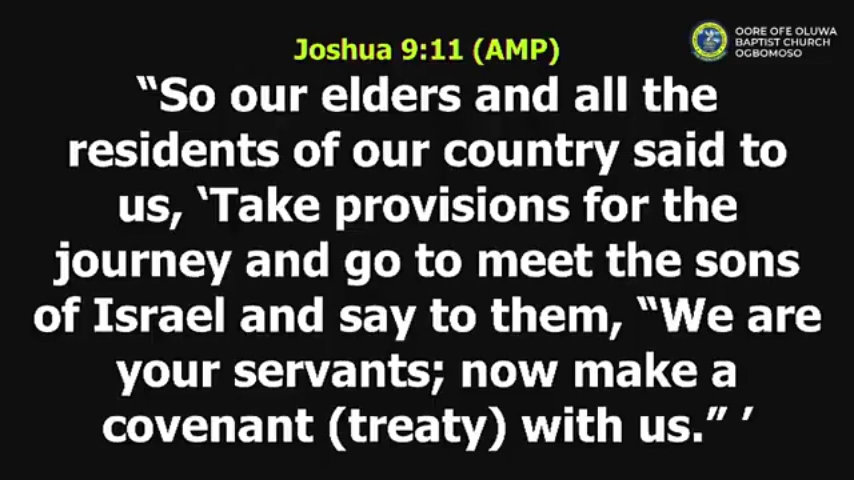 Joshua 9:11 (AMP)
OORE OFE OLUWA
BAPTIST CHURCH
OGBOMOSO
“So our elders and all the
residents of our country said to
us, ‘Take provisions for the
journey and go to meet the sons
of Israel and say to them, “We are
your servants; now make a
covenant (treaty) with us.” ’